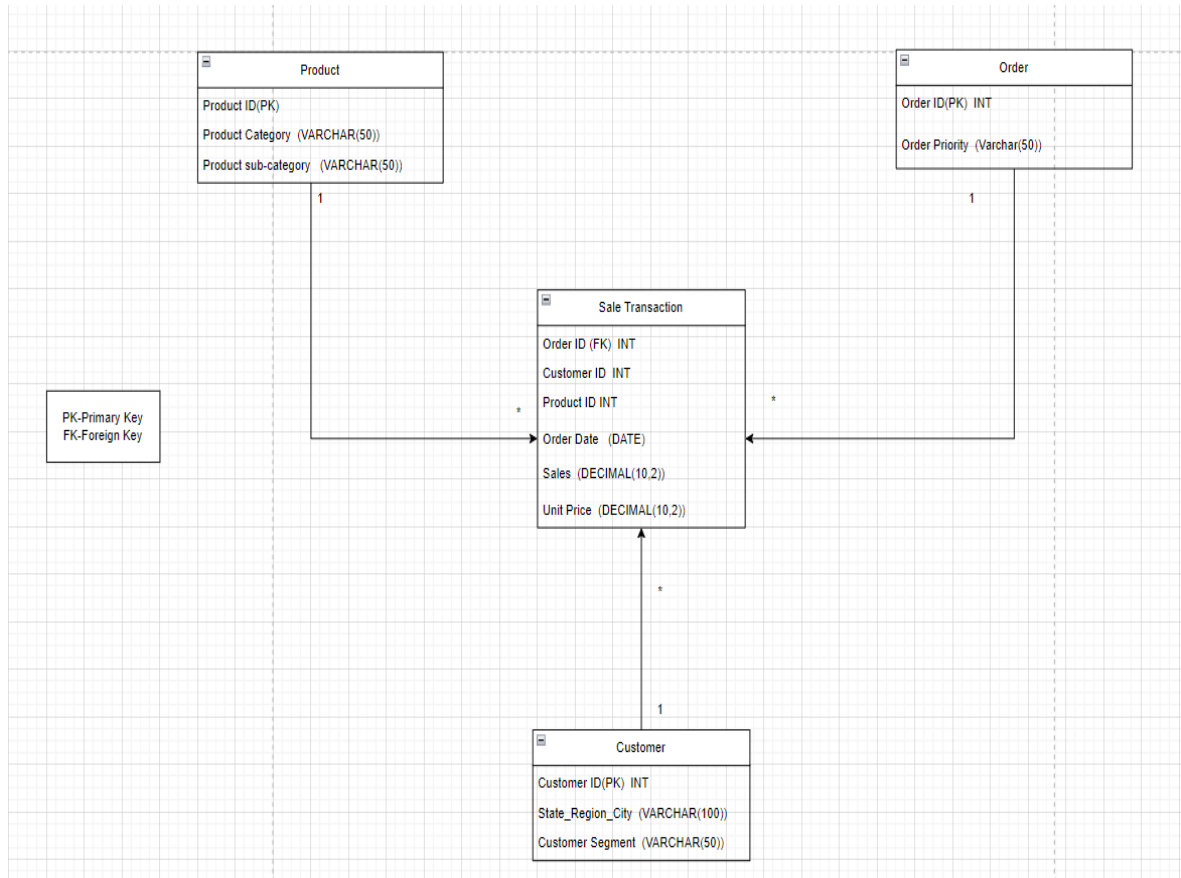 Product
Product ID(PK)
Product Category (VARCHAR(50))
Product sub-category (VARCHAR(50))
1
Order
Order ID(PK) INT
Order Priority (Varchar(50))
1
Sale Transaction
Order ID (FK) INT
Customer ID INT
Product ID INT
Order Date (DATE)
Sales (DECIMAL(10,2))
Unit Price (DECIMAL(10,2))
*
*
PK-Primary Key
FK-Foreign Key
*
1
Customer
Customer ID(PK) INT
State_Region_City (VARCHAR(100))
Customer Segment (VARCHAR(50))